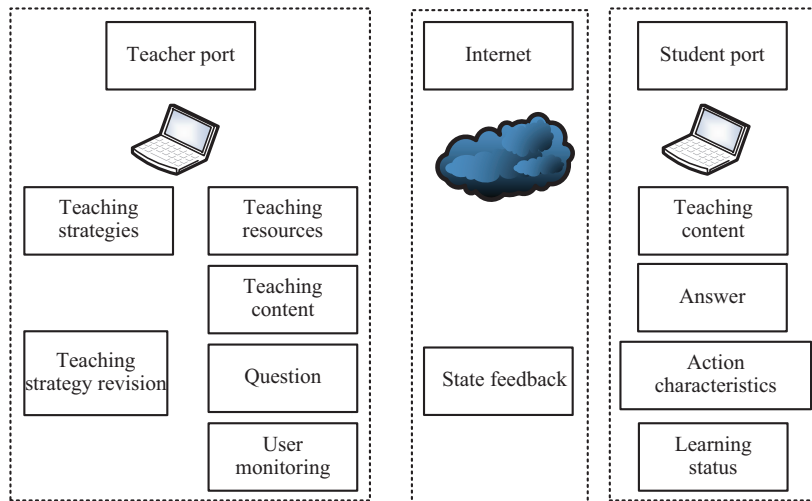 Teacher port
Teaching
strategies
Teaching
strategy revision
Teaching
resources
Teaching
content
Question
User
monitoring
Internet
State feedback
Student port
Teaching
content
Answer
Action
characteristics
Learning
status